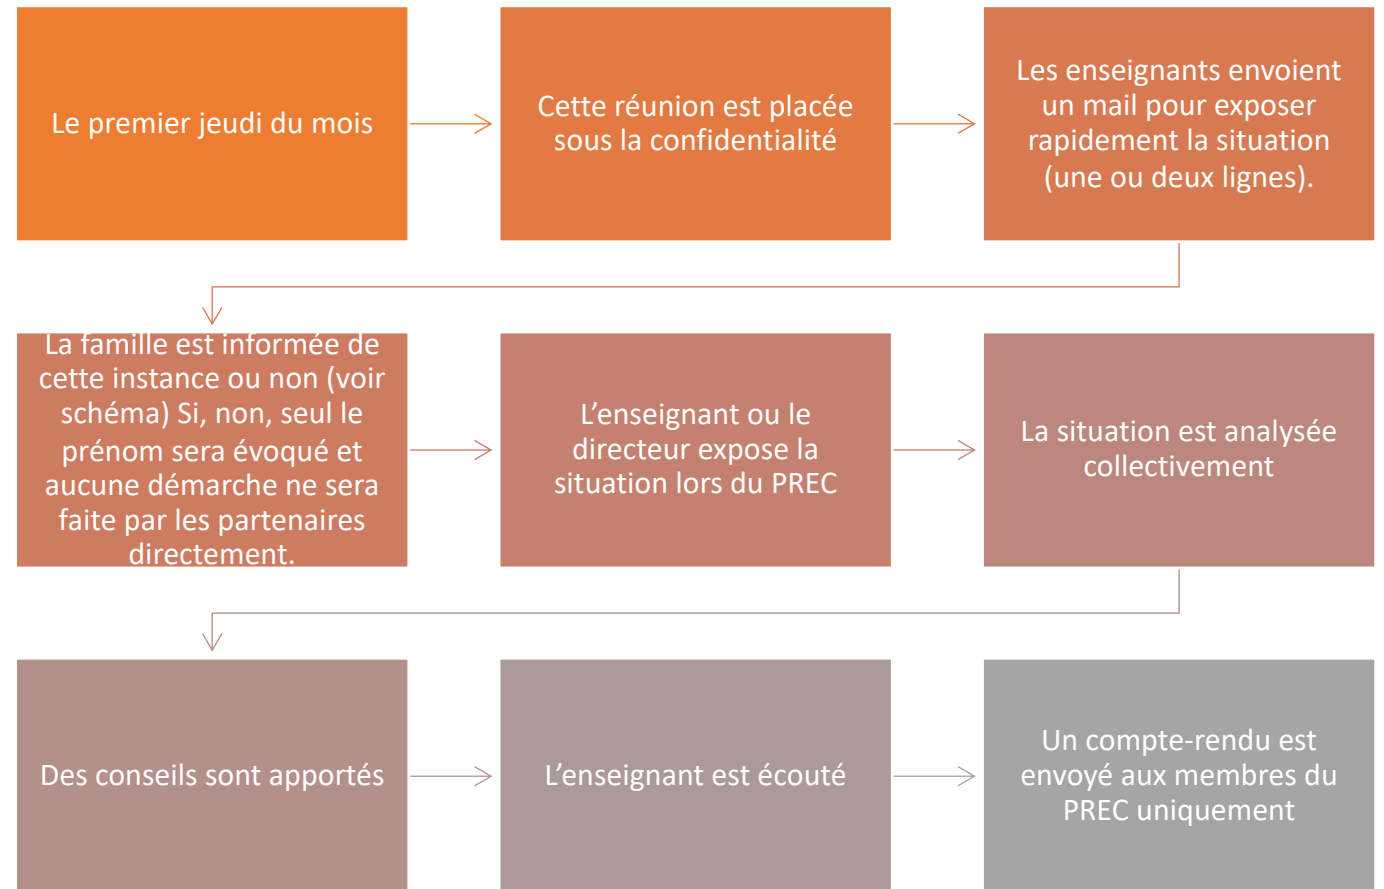 Le premier jeudi du mois
Cette réunion est placée
sous la confidentialité
Les enseignants envoient
un mail pour exposer
rapidement la situation
(une ou deux lignes).
La famille est informée de
cette instance ou non (voir
schéma) Si, non, seul le
prénom sera évoqué et
aucune démarche ne sera
faite par les partenaires
directement.
L’enseignant ou le
directeur expose la
situation lors du PREC
La situation est analysée
collectivement
Des conseils sont apportés
L’enseignant est écouté
Un compte-rendu est
envoyé aux membres du
PREC uniquement